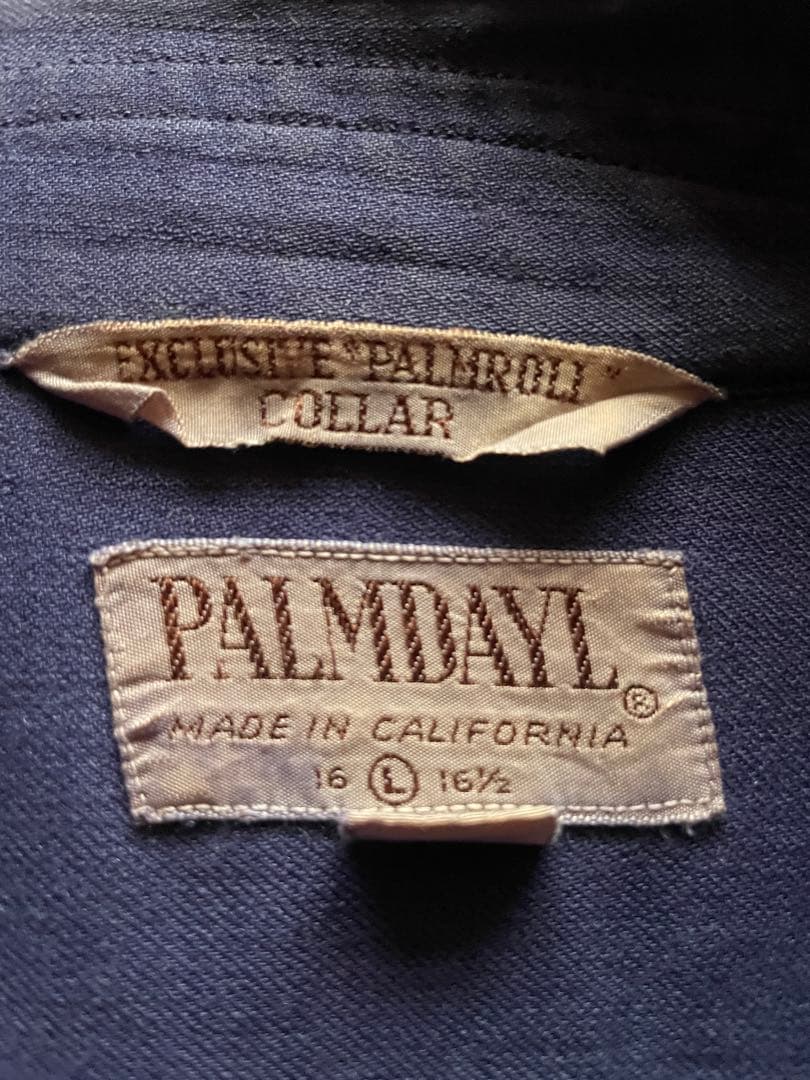 EXCLUSIVE "PALMROLL"
COLLAR
PALMDAYL®
MADE IN CALIFORNIA
16 L 16½